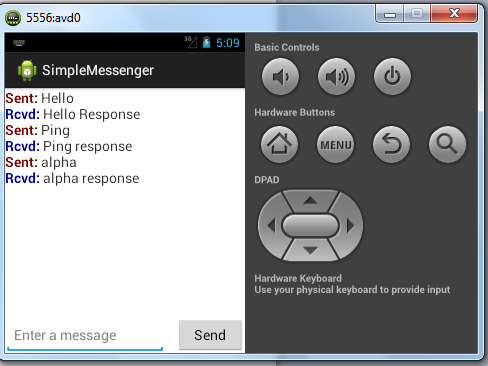 5556:avd0
3G 5:09
SimpleMessenger
Sent: Hello
Rcvd: Hello Response
Sent: Ping
Rcvd: Ping response
Sent: alpha
Rcvd: alpha response
Enter a message
Send
Basic Controls
Hardware Buttons
MENU
DPAD
Hardware Keyboard
Use your physical keyboard to provide input